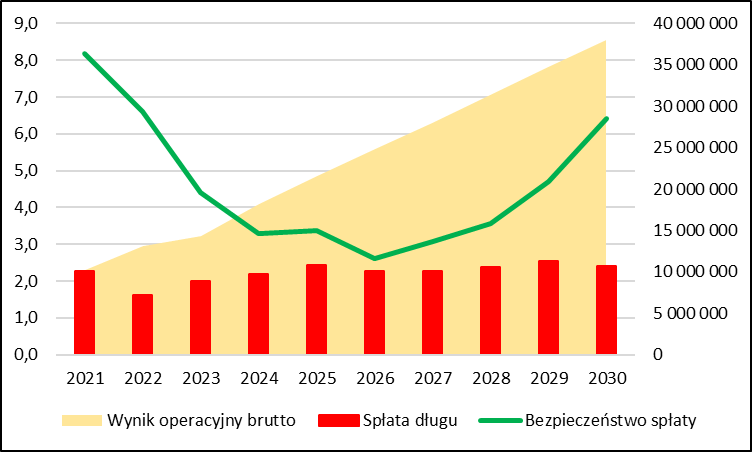 9,0 40 000 000
8,0 35 000 000
7,0 30 000 000
6,0 25 000 000
5,0 20 000 000
4,0 15 000 000
3,0 10 000 000
2,0 5 000 000
1,0 0
0,0
2021 2022 2023 2024 2025 2026 2027 2028 2029 2030
Wynik operacyjny brutto Spłata długu Bezpieczeństwo spłaty